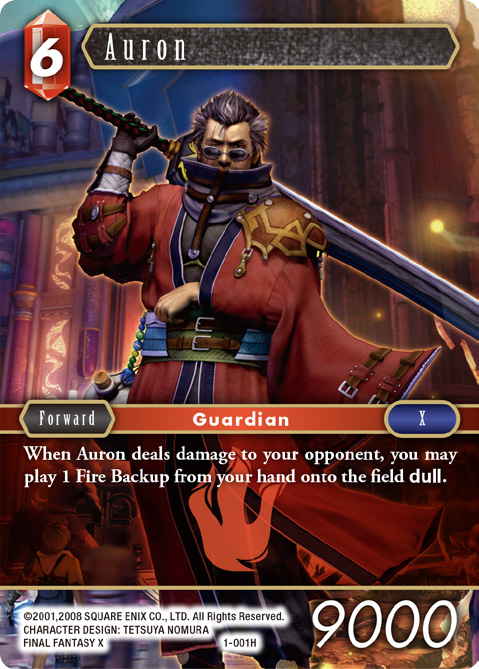 6
Auron
Forward
Guardian
X
When Auron deals damage to your opponent, you may
play 1 Fire Backup from your hand onto the field dull.
©2001,2008 SQUARE ENIX CO., LTD. All Rights Reserved.
CHARACTER DESIGN: TETSUYA NOMURA
FINAL FANTASY X
1-001H
9000